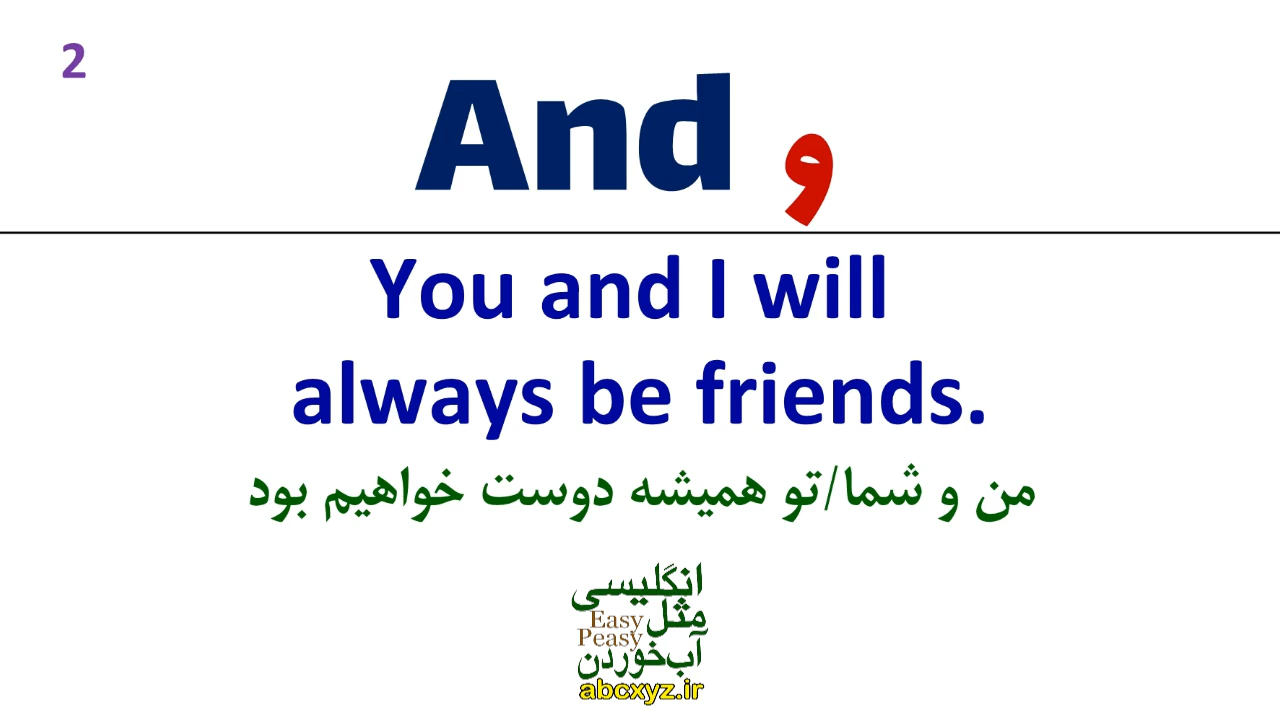 2
And و
You and I will
always be friends.
من و شما/تو همیشه دوست خواهیم بود
انگلیسی
مثل
Easy
Peasy
آب‌خوردن
abcxyz.ir